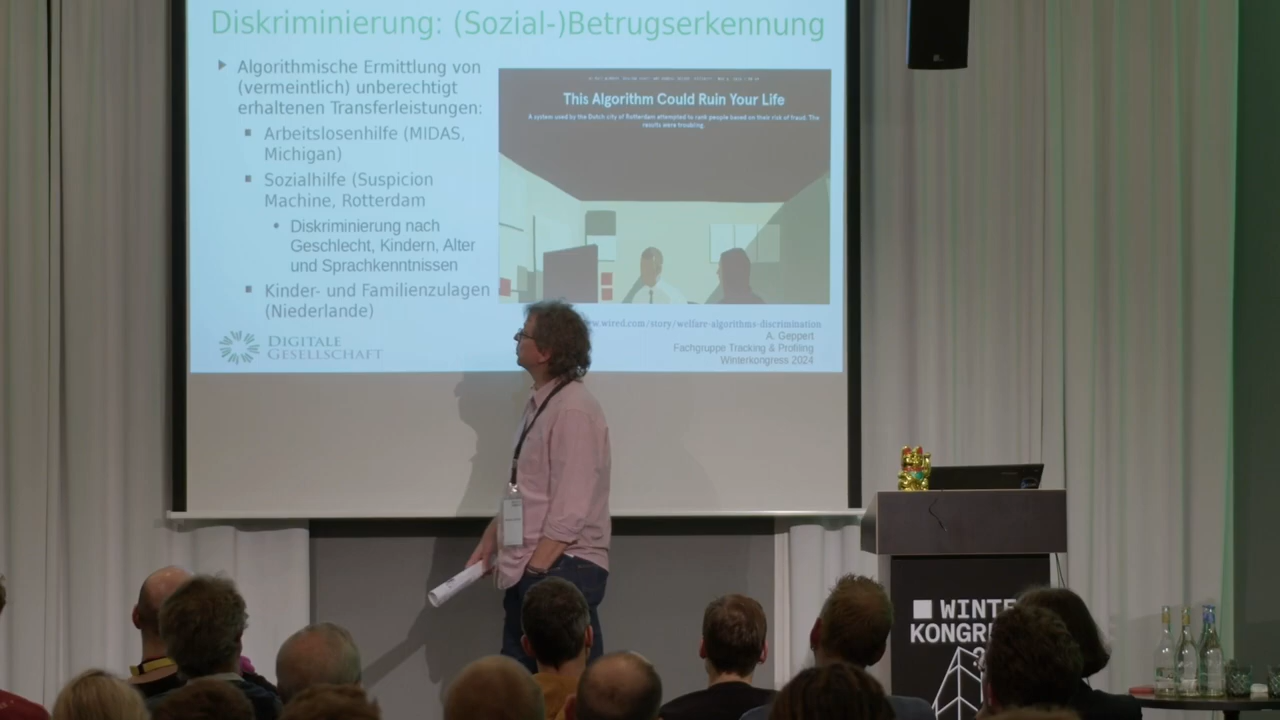 Diskriminierung: (Sozial-)Betrugserkennung
Algorithmische Ermittlung von
(vermeintlich) unberechtigt
erhaltenen Transferleistungen:
Arbeitslosenhilfe (MIDAS,
Michigan)
Sozialhilfe (Suspicion
Machine, Rotterdam
Diskriminierung nach
Geschlecht, Kindern, Alter
und Sprachkenntnissen
Kinder- und Familienzulagen
(Niederlande)
This Algorithm Could Ruin Your Life
A system used by the Dutch city of Rotterdam attempted to rank people based on their risk of fraud. The
results were troubling.
.wired.com/story/welfare-algorithms-discrimination
A. Geppert
Fachgruppe Tracking & Profiling
Winterkongress 2024
DIGITALE
GESELLSCHAFT
WINTE
KONGR